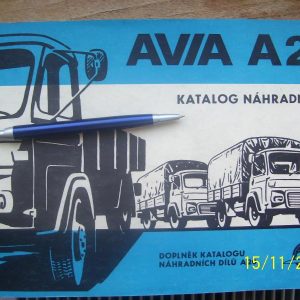 AVIA A2
KATALOG NÁHRADN
DOPLNĚK KATALOGU
NÁHRADNÍCH DÍLŮ A
15/11/2